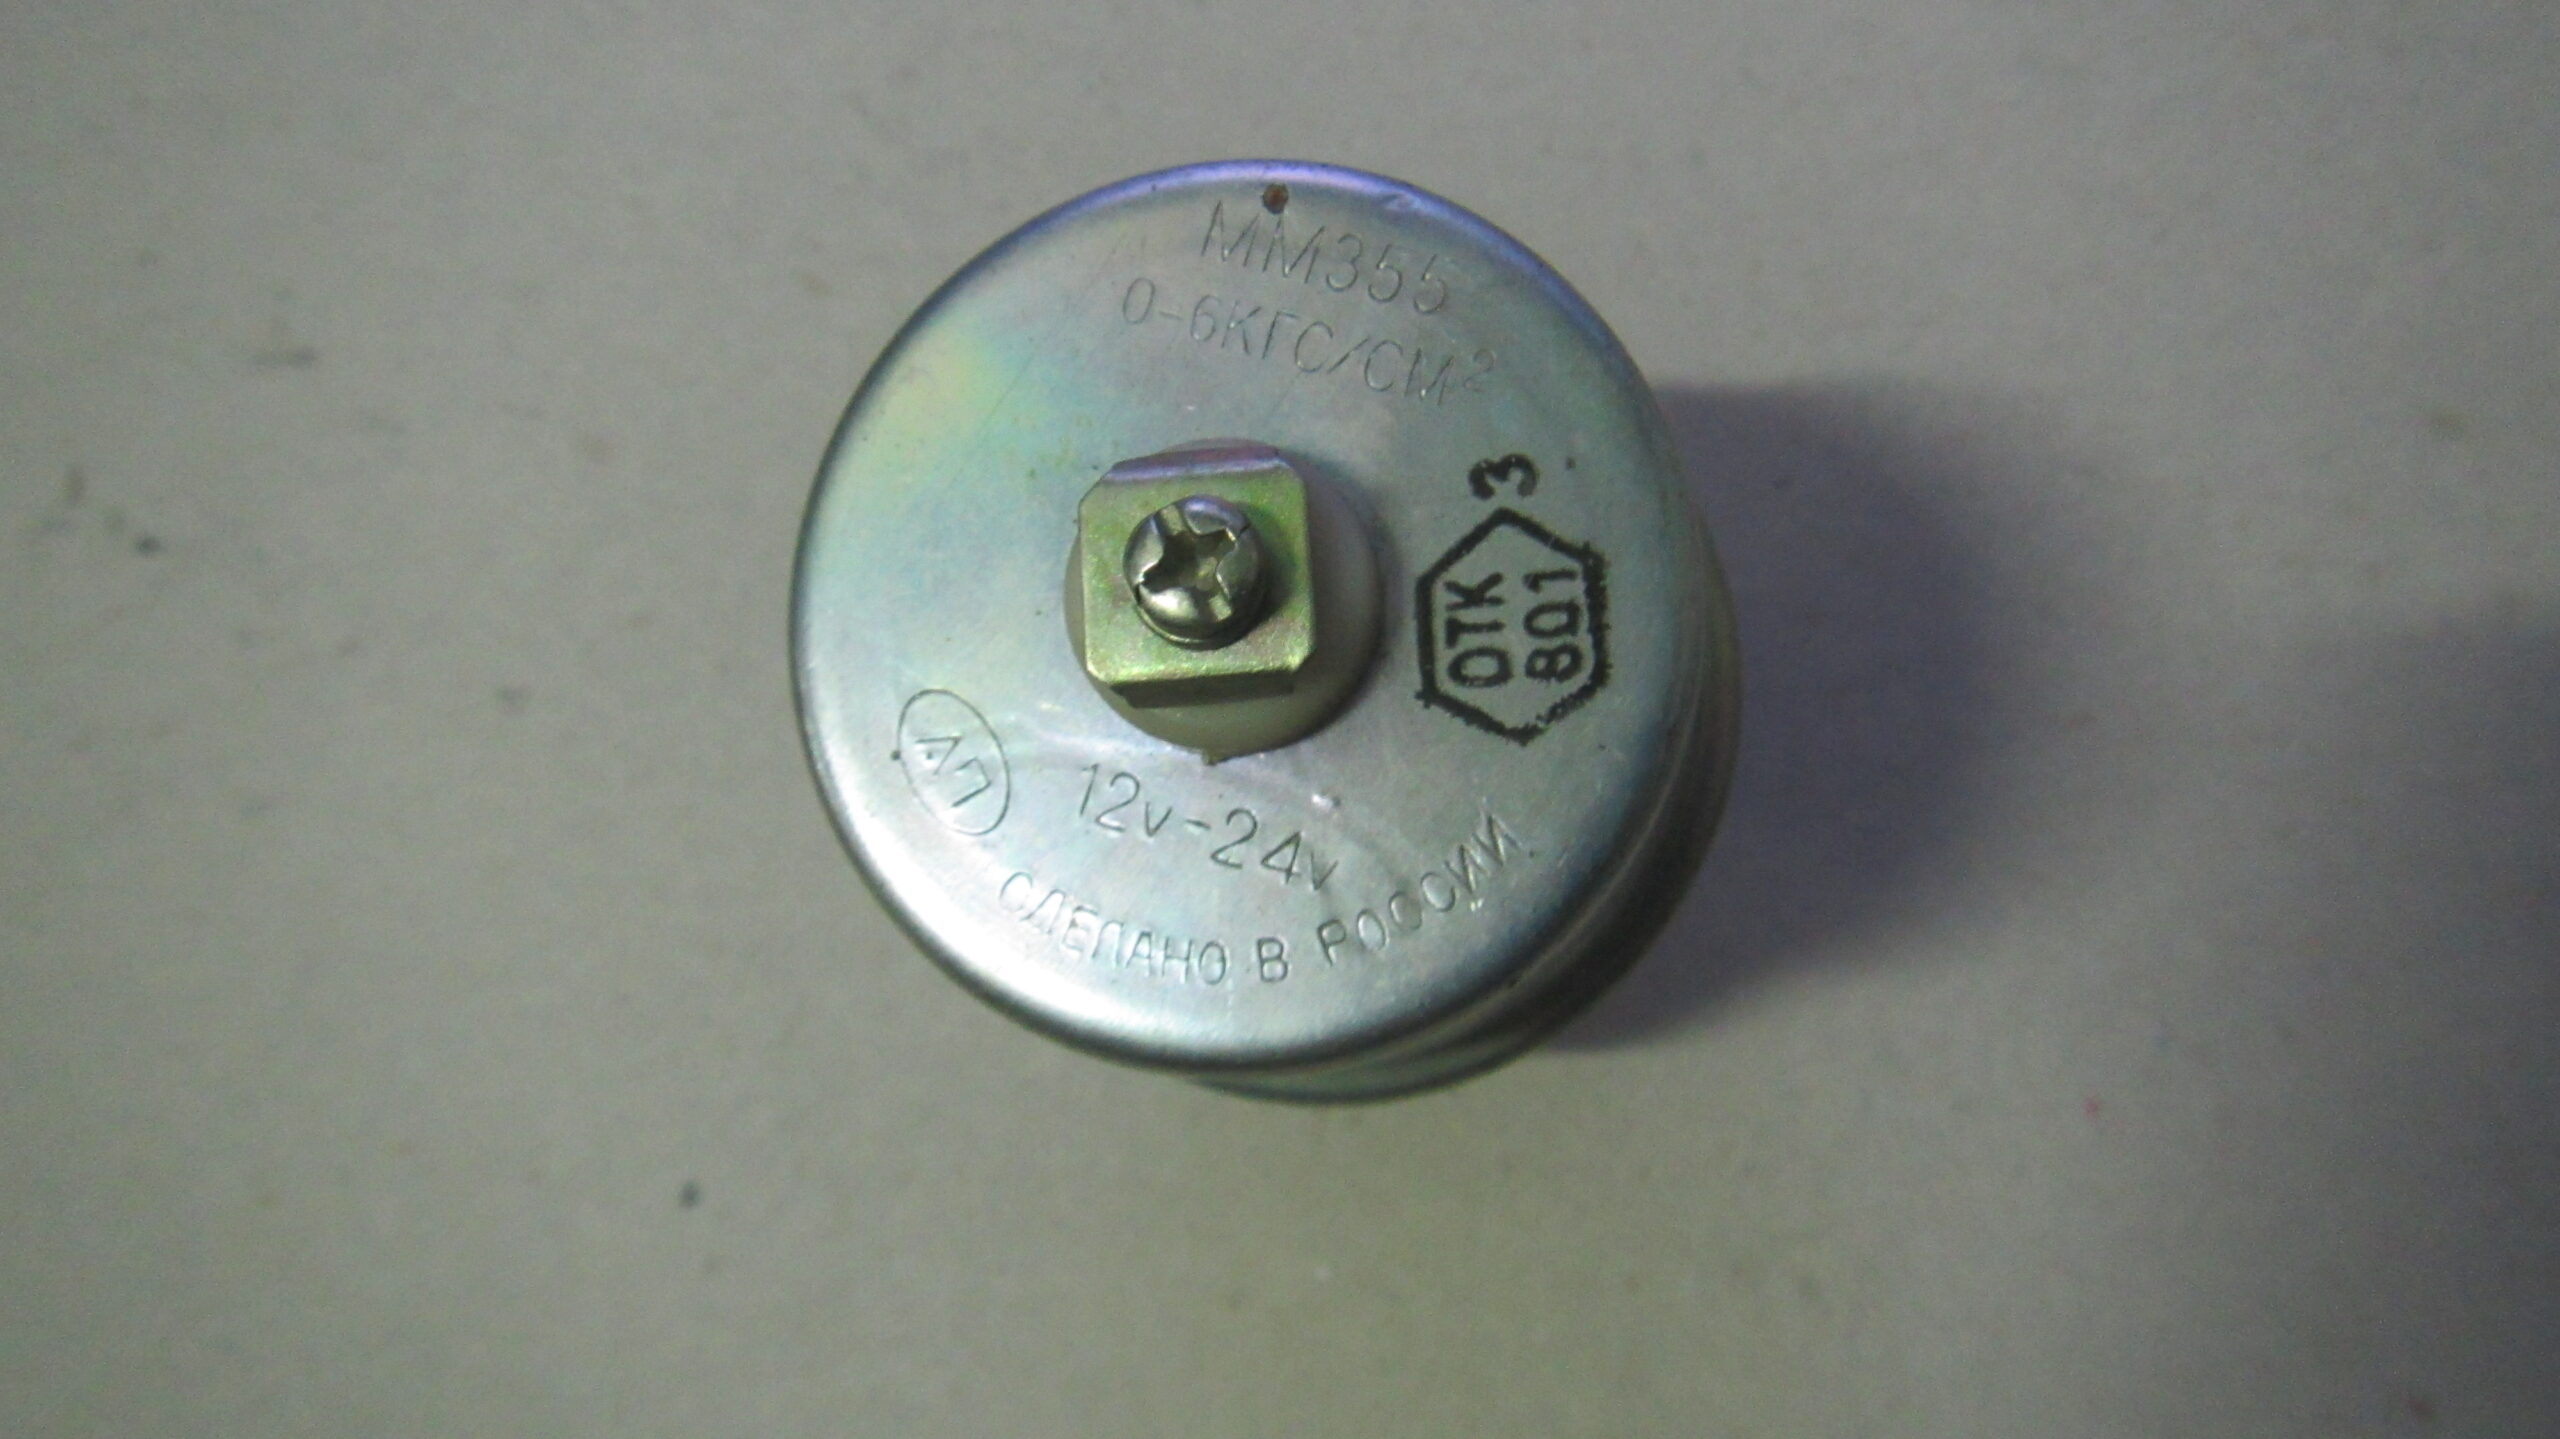 ММ355
0-6КГС/СМ²
3
ОТК
801
АП
12v-24v
СДЕЛАНО В РОССИИ